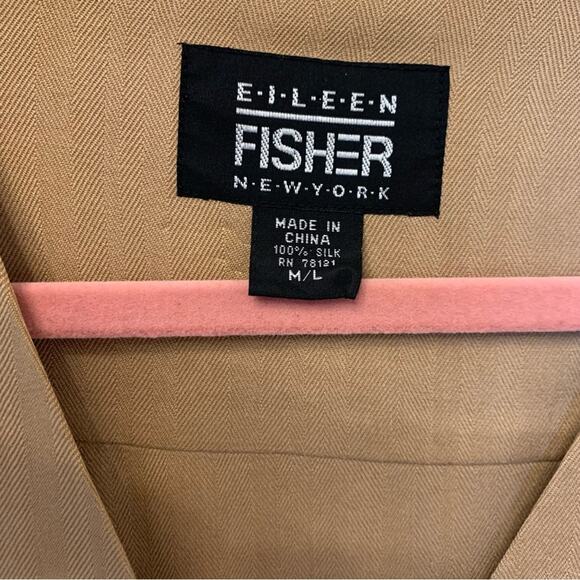 E·I·L·E·E·N
FISHER
N·E·W·Y·O·R·K
MADE IN
CHINA
100% SILK
RN 78121
M/L